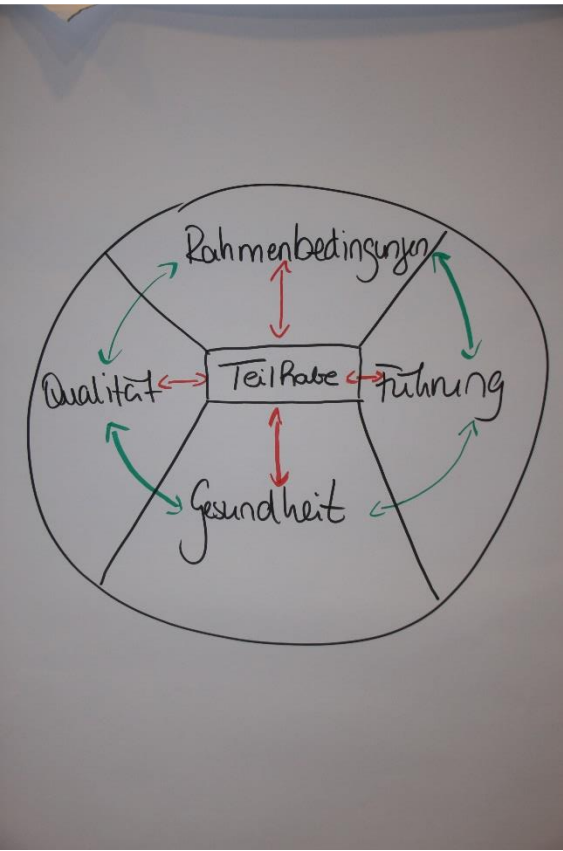 Rahmenbedingungen
Qualität
Teilhabe
Führung
Gesundheit